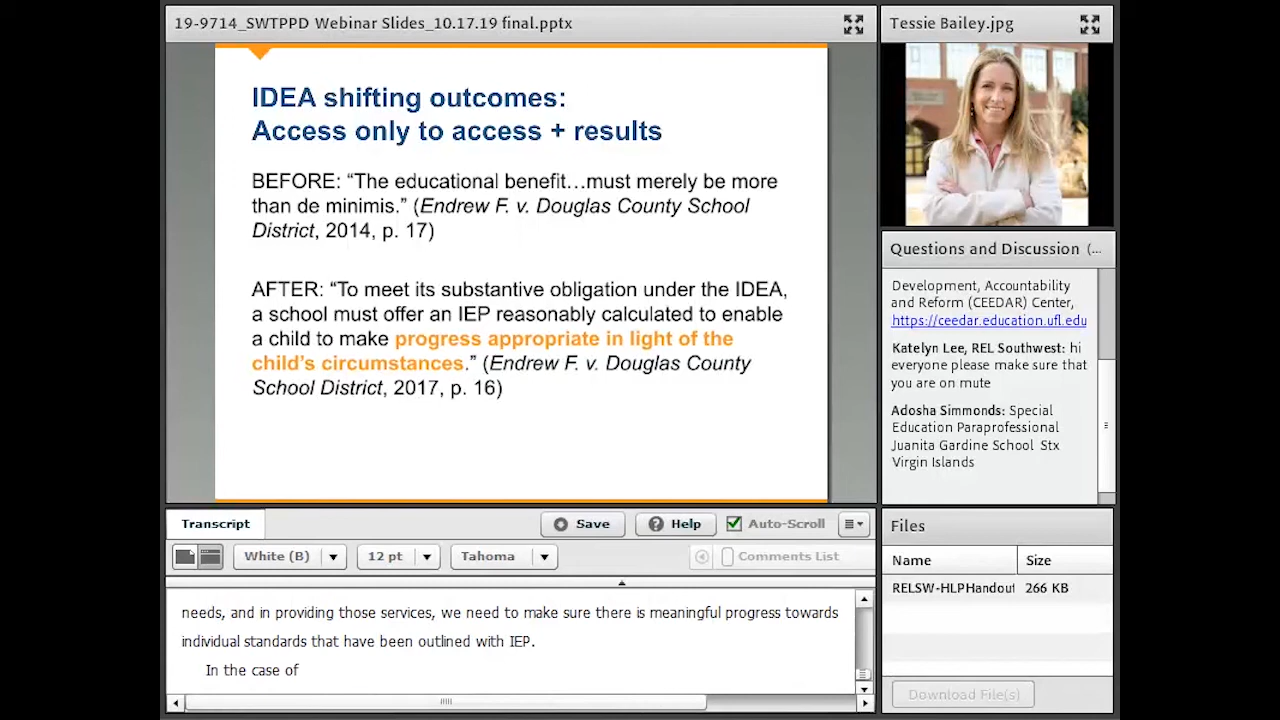 19-9714_SWTPPD Webinar Slides_10.17.19 final.pptx
IDEA shifting outcomes:
Access only to access + results
BEFORE: “The educational benefit…must merely be more
than de minimis.” (Endrew F. v. Douglas County School
District, 2014, p. 17)
AFTER: “To meet its substantive obligation under the IDEA,
a school must offer an IEP reasonably calculated to enable
a child to make progress appropriate in light of the
child’s circumstances.” (Endrew F. v. Douglas County
School District, 2017, p. 16)
Tessie Bailey.jpg
Questions and Discussion (...
Development, Accountability
and Reform (CEEDAR) Center,
https://ceedar.education.ufl.edu
Katelyn Lee, REL Southwest: hi
everyone please make sure that
you are on mute
Adosha Simmonds: Special
Education Paraprofessional
Juanita Gardine School Stx
Virgin Islands
Transcript
Save
Help
Auto-Scroll
White (B)
12 pt
Tahoma
Comments List
needs, and in providing those services, we need to make sure there is meaningful progress towards
individual standards that have been outlined with IEP.
In the case of
Files
Name Size
RELSW-HLPHandout 266 KB
Download File(s)